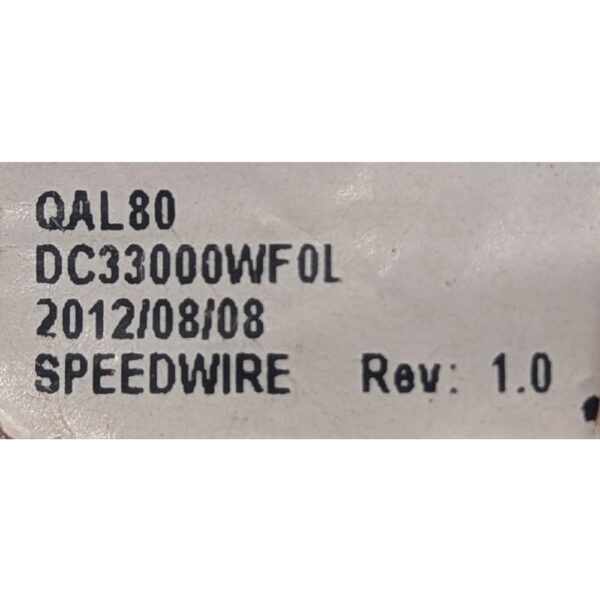 QAL80
DC33000WF0L
2012/08/08
SPEEDWIRE Rev: 1.0